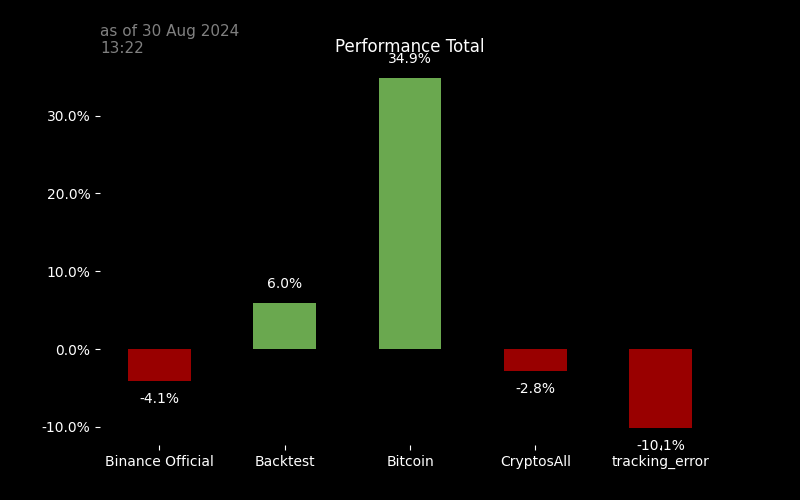 as of 30 Aug 2024
13:22
Performance Total
34.9%
30.0%
20.0%
10.0%
6.0%
0.0%
-4.1%
-2.8%
-10.0%
-10.1%
Binance Official
Backtest
Bitcoin
CryptosAll
tracking_error